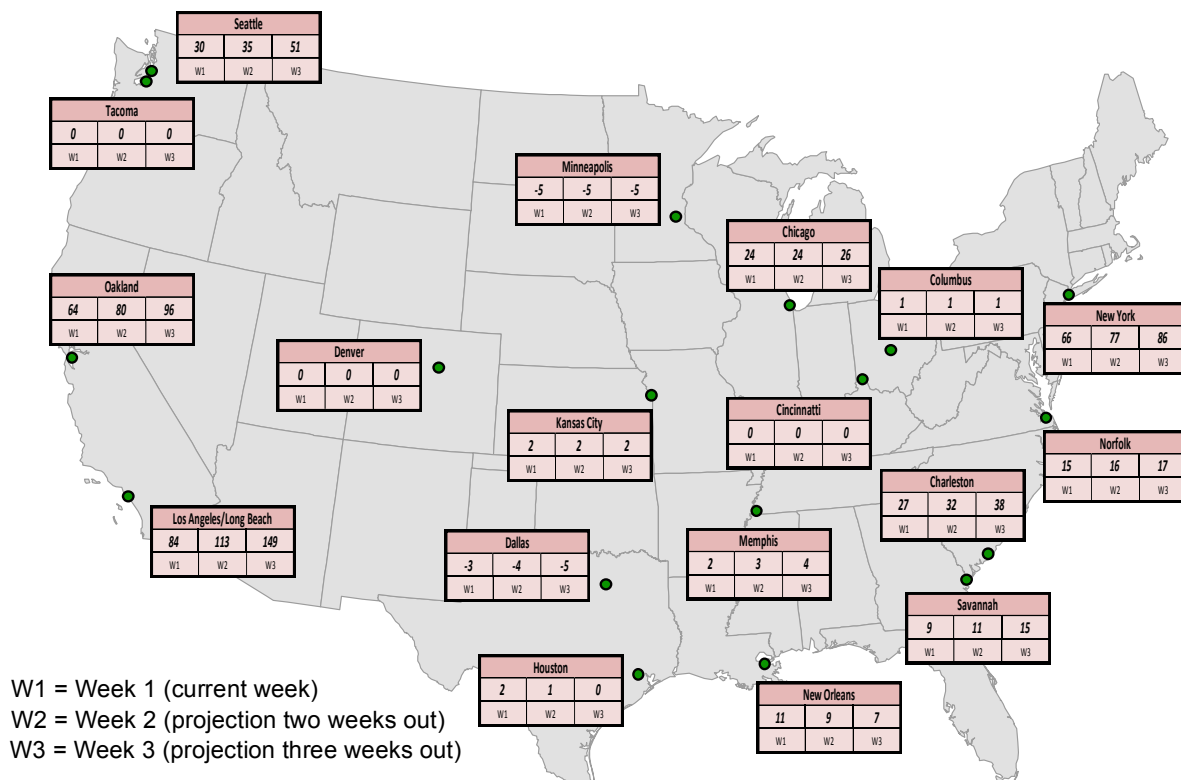 Seattle
30 35 51
W1 W2 W3
Tacoma
0 0 0
W1 W2 W3
Minneapolis
-5 -5 -5
W1 W2 W3
Chicago
24 24 26
W1 W2 W3
Columbus
1 1 1
W1 W2 W3
Oakland
64 80 96
W1 W2 W3
New York
66 77 86
W1 W2 W3
Denver
0 0 0
W1 W2 W3
Kansas City
2 2 2
W1 W2 W3
Cincinnatti
0 0 0
W1 W2 W3
Norfolk
15 16 17
W1 W2 W3
Charleston
27 32 38
W1 W2 W3
Los Angeles/Long Beach
84 113 149
W1 W2 W3
Dallas
-3 -4 -5
W1 W2 W3
Memphis
2 3 4
W1 W2 W3
Savannah
9 11 15
W1 W2 W3
Houston
2 1 0
W1 W2 W3
New Orleans
11 9 7
W1 W2 W3
W1 = Week 1 (current week)
W2 = Week 2 (projection two weeks out)
W3 = Week 3 (projection three weeks out)